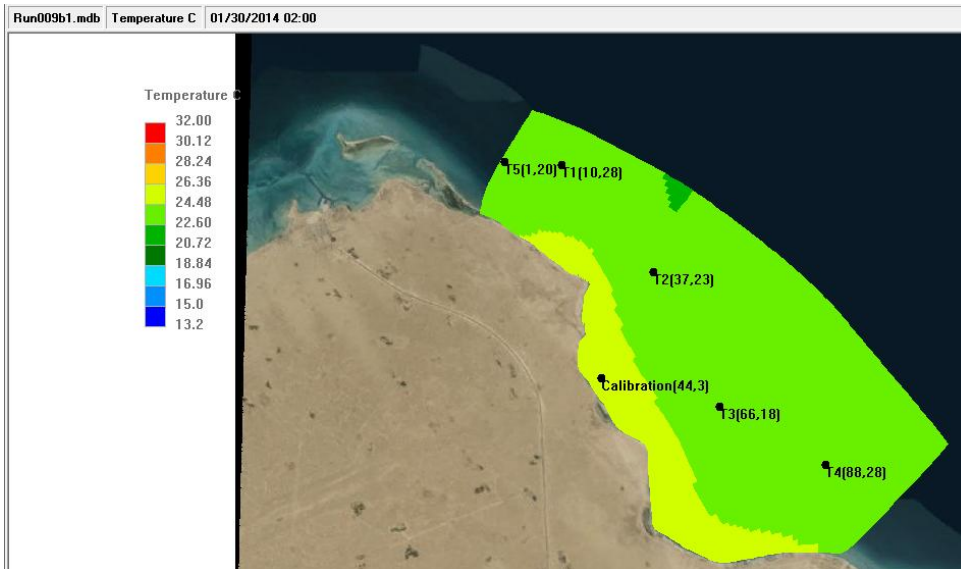 Run009b1.mdb Temperature C 01/30/2014 02:00
Temperature C
32.00
30.12
28.24
26.36
24.48
22.60
20.72
18.84
16.96
15.0
13.2
T5(1,20)
T1(10,28)
T2(37,23)
Calibration(44,3)
T3(66,18)
T4(88,28)